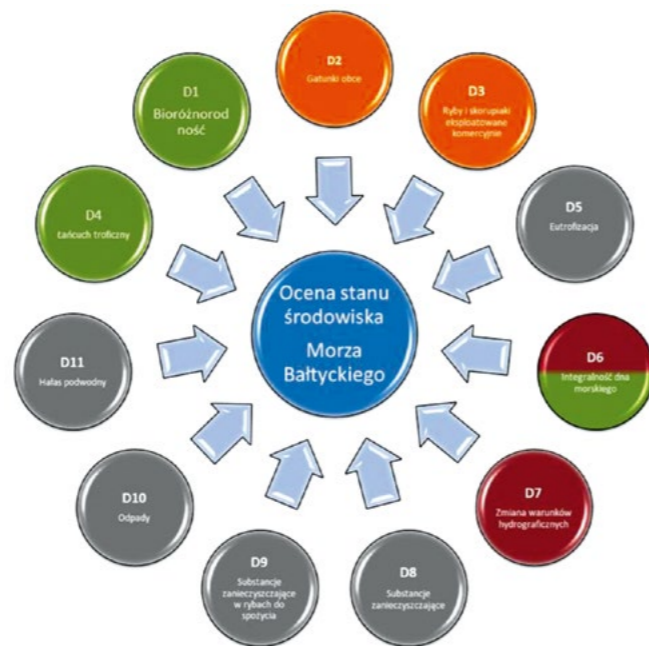 D1
Bioróżnorod
ność
D2
Gatunki obce
D3
Ryby i skorupiaki
eksploatowane
komercyjnie
D4
Łańcuch troficzny
D5
Eutrofizacja
Ocena stanu
środowiska
Morza
Bałtyckiego
D11
Hałas podwodny
D6
Integralność dna
morskiego
D10
Odpady
D7
Zmiana warunków
hydrograficznych
D9
Substancje
zanieczyszczające
w rybach do
spożycia
D8
Substancje
zanieczyszczające